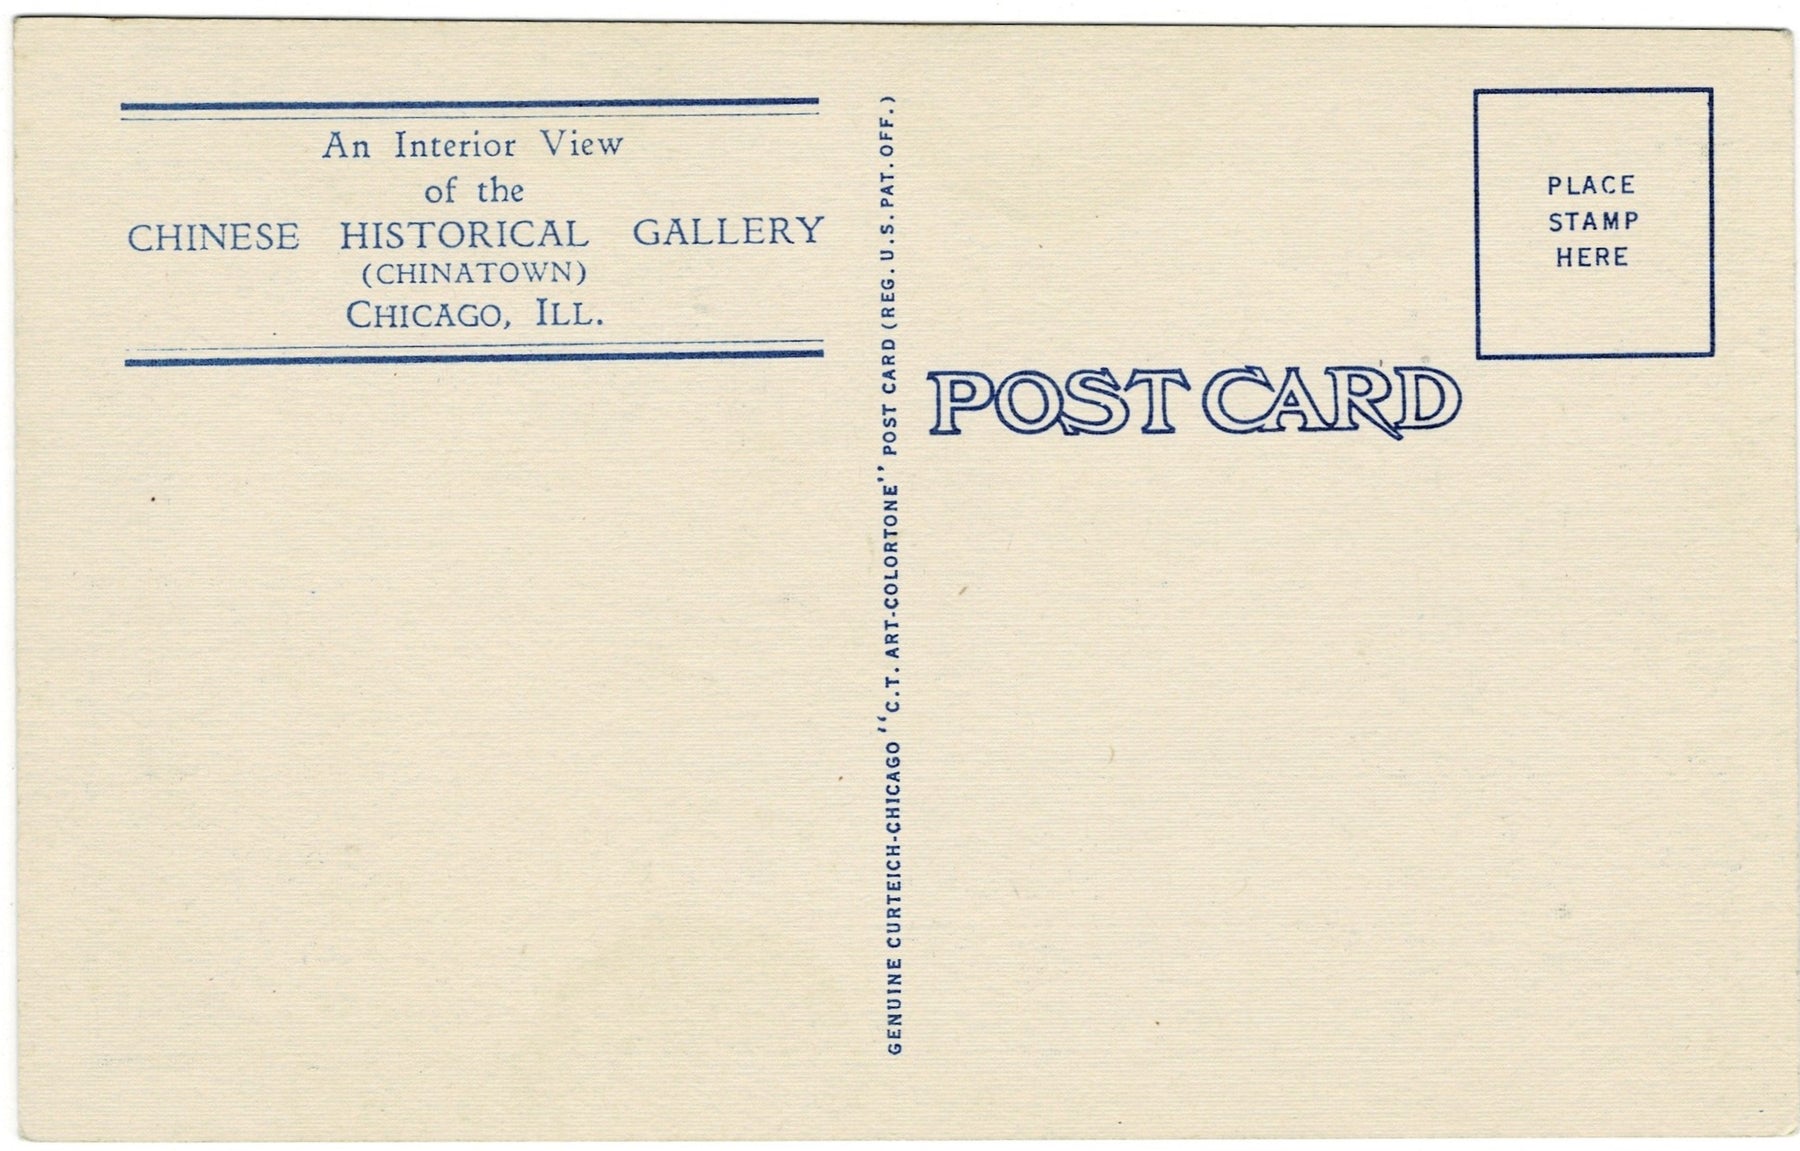 An Interior View
of the
CHINESE HISTORICAL GALLERY
(CHINATOWN)
CHICAGO, ILL.
GENUINE CURTEICH-CHICAGO "C.T. ART-COLORTONE" POST CARD (REG. U.S. PAT. OFF.)
PLACE
STAMP
HERE
POST CARD